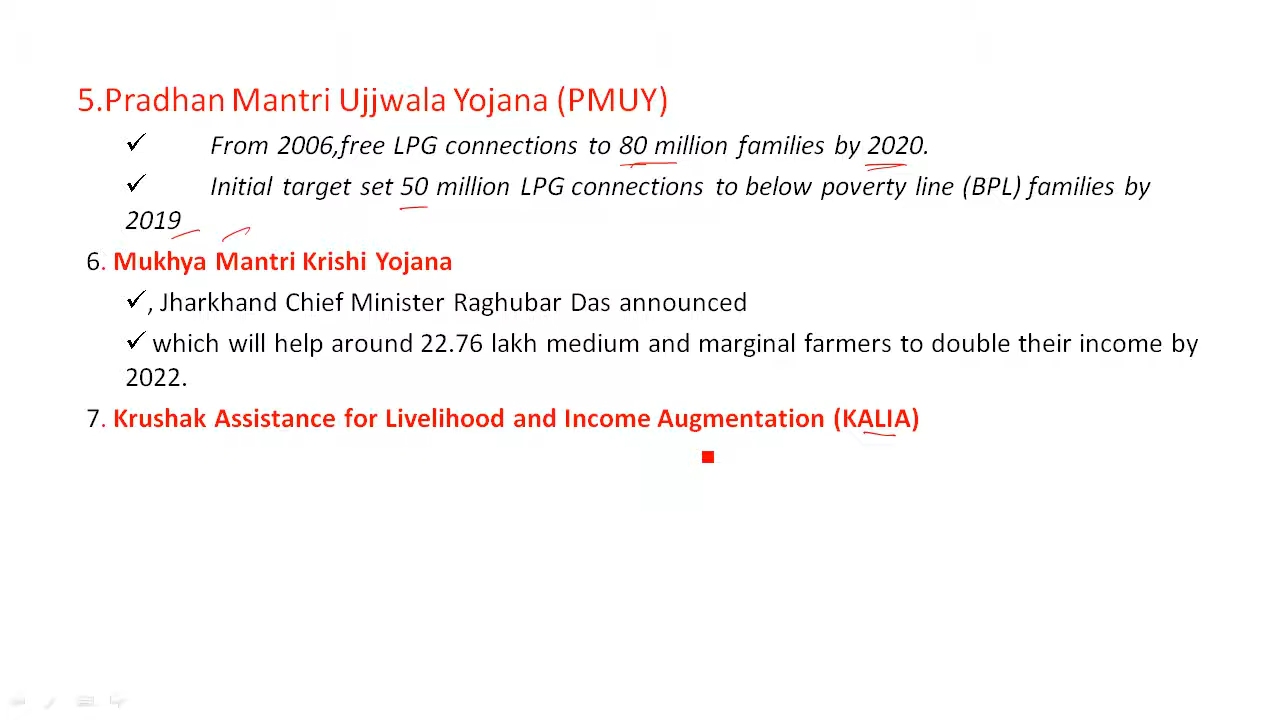 5.Pradhan Mantri Ujjwala Yojana (PMUY)
✓ From 2006,free LPG connections to 80 million families by 2020.
✓ Initial target set 50 million LPG connections to below poverty line (BPL) families by
2019
6. Mukhya Mantri Krishi Yojana
✓ , Jharkhand Chief Minister Raghubar Das announced
✓ which will help around 22.76 lakh medium and marginal farmers to double their income by
2022.
7. Krushak Assistance for Livelihood and Income Augmentation (KALIA)